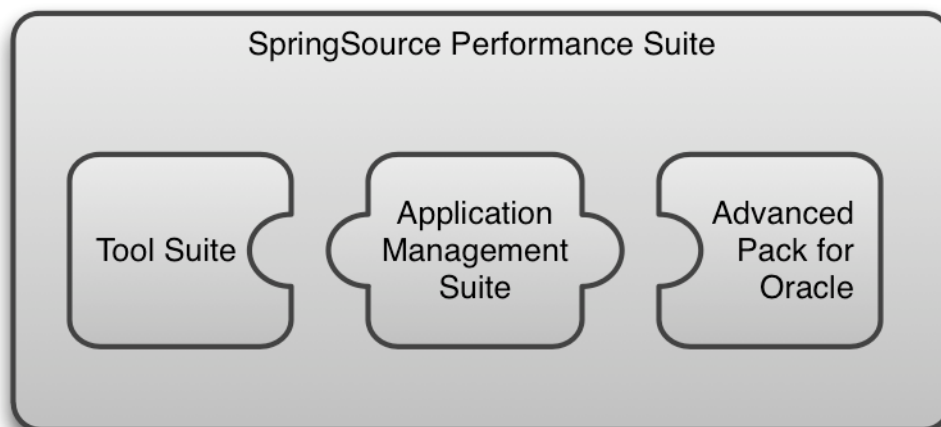 SpringSource Performance Suite
Tool Suite
Application
Management
Suite
Advanced
Pack for
Oracle